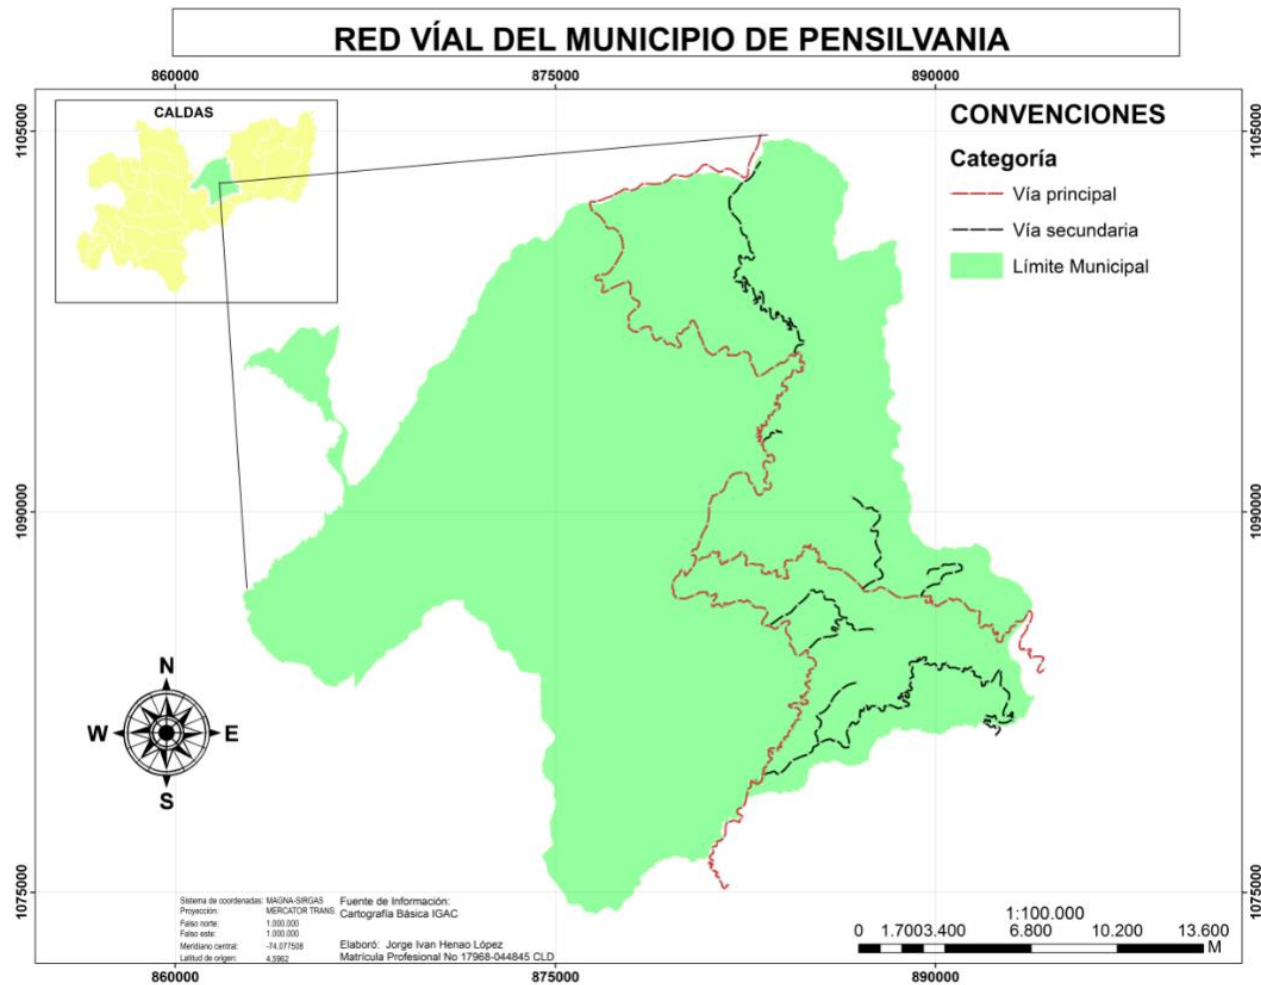 RED VÍAL DEL MUNICIPIO DE PENSILVANIA
860000 875000 890000
1105000 1105000
CALDAS
CONVENCIONES
Categoría
Vía principal
Vía secundaria
Límite Municipal
1090000 1090000
N
W E
S
1075000 1075000
Sistema de coordenadas: MAGNA-SIRGAS
Proyección: MERCATOR TRANS.
Falso norte: 1.000.000
Falso este: 1.000.000
Meridiano central: -74.077508
Latitud de origen: 4.5962
Fuente de Información:
Cartografía Básica IGAC
Elaboró: Jorge Ivan Henao López
Matrícula Profesional No 17968-044845 CLD
1:100.000
0 1.7003.400 6.800 10.200 13.600
M
860000 875000 890000